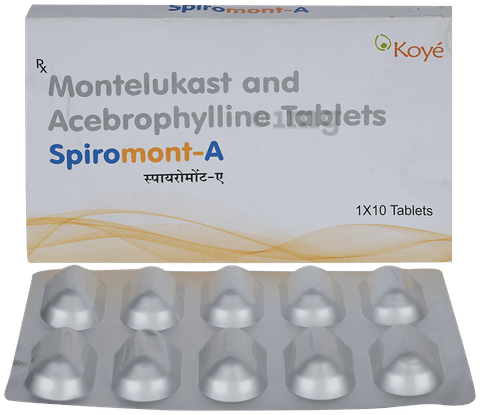 Spiromont-A
Koyé
Rx
Montelukast and
Acebrophylline Tablets
Spiromont-A
स्पायरोमोंट-ए
1X10 Tablets